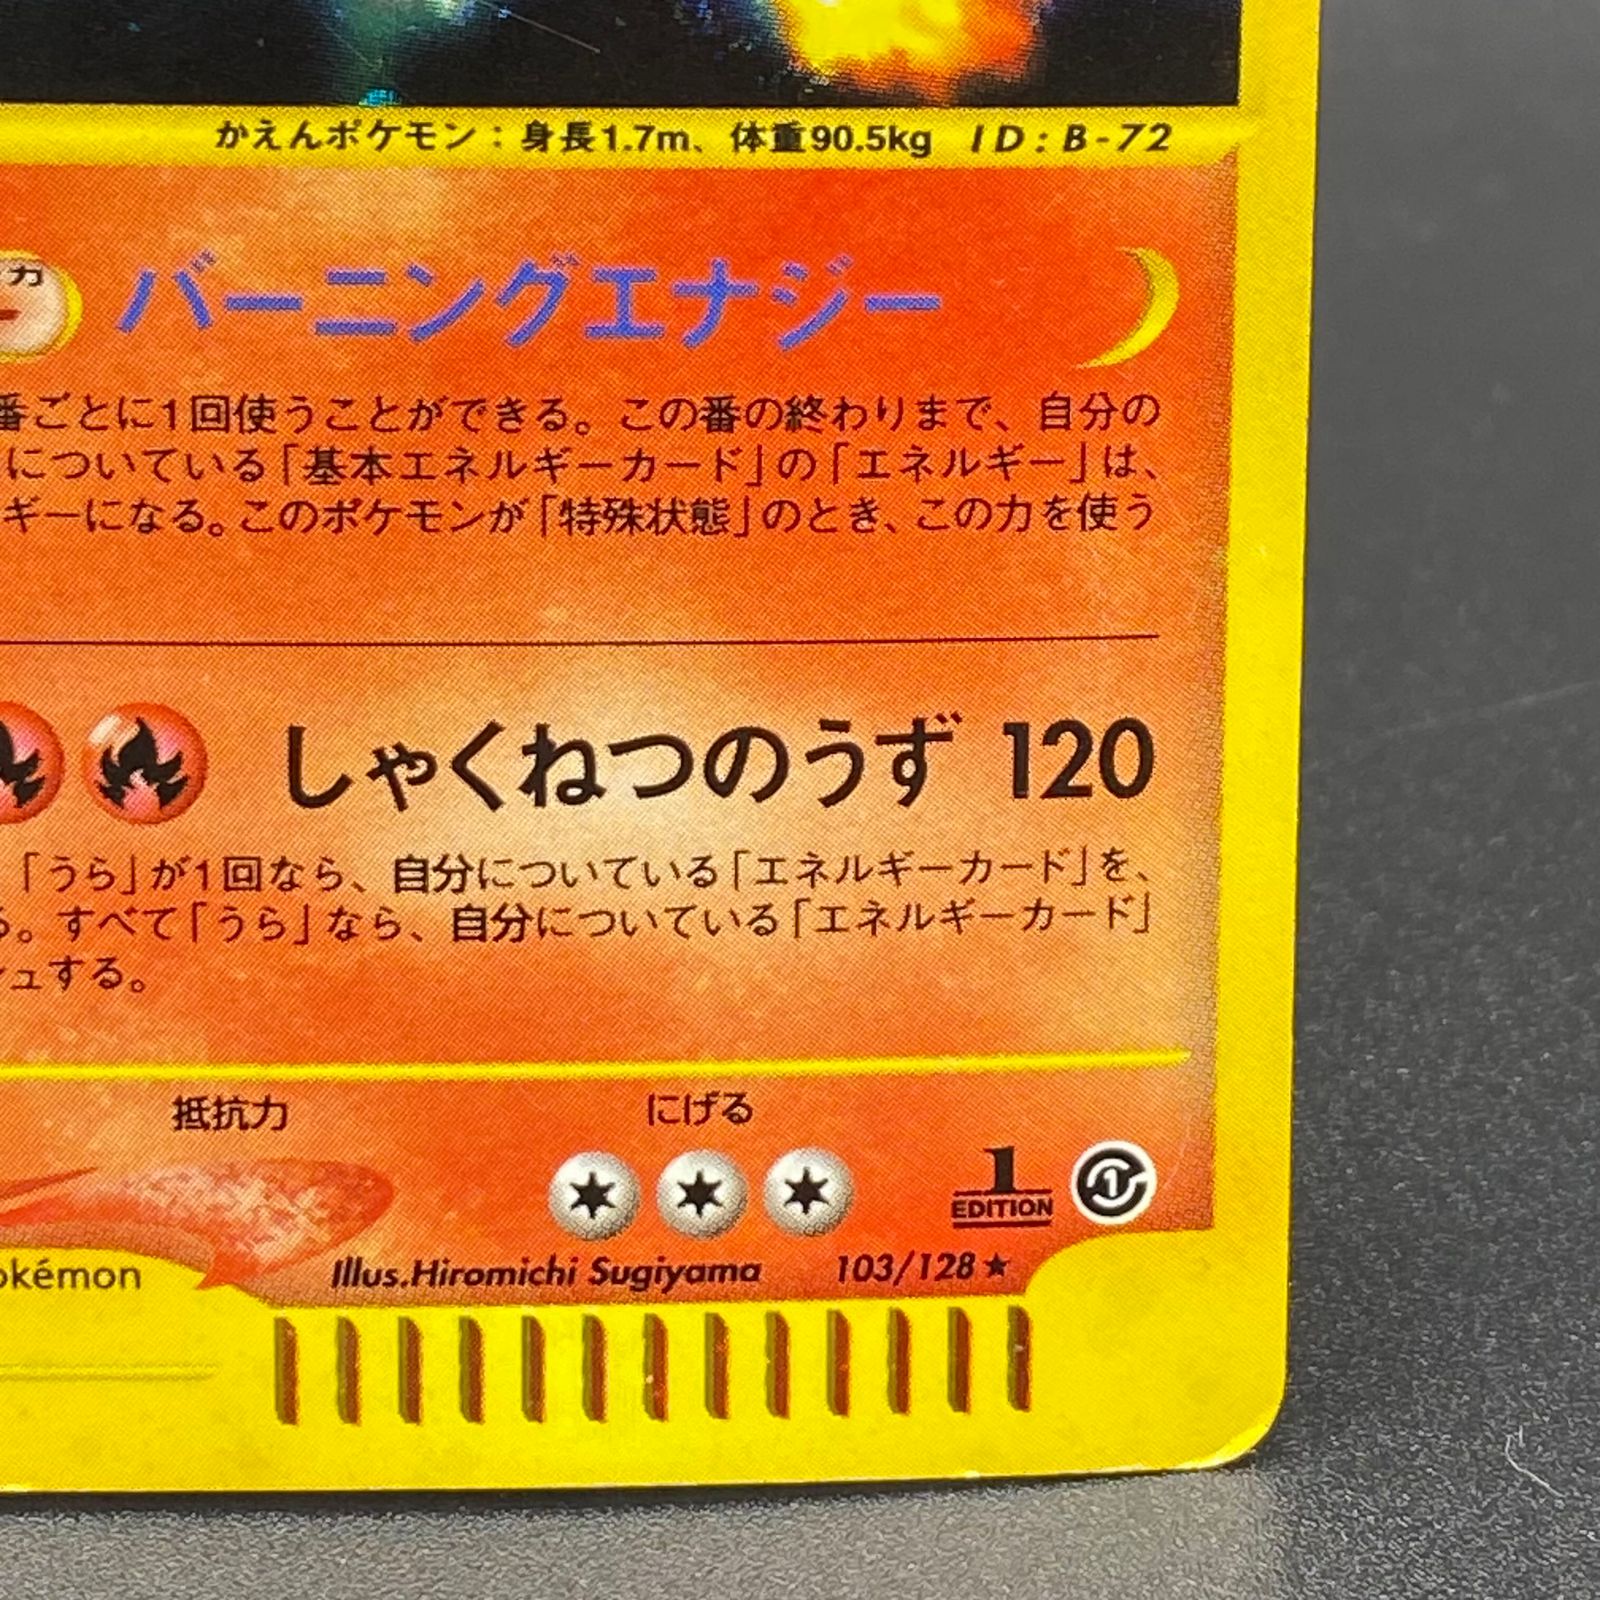 かえんポケモン：身長1.7m、体重90.5kg ID:B-72
カ
バーニングエナジー
番ごとに1回使うことができる。この番の終わりまで、自分の
についている「基本エネルギーカード」の「エネルギー」は、
ギーになる。このポケモンが「特殊状態」のとき、この力を使う
しゃくねつのうず 120
「うら」が1回なら、自分についている「エネルギーカード」を、
る。すべて「うら」なら、自分についている「エネルギーカード」
シュする。
抵抗力 にげる
1
EDITION
1
okémon Illus.Hiromichi Sugiyama 103/128★